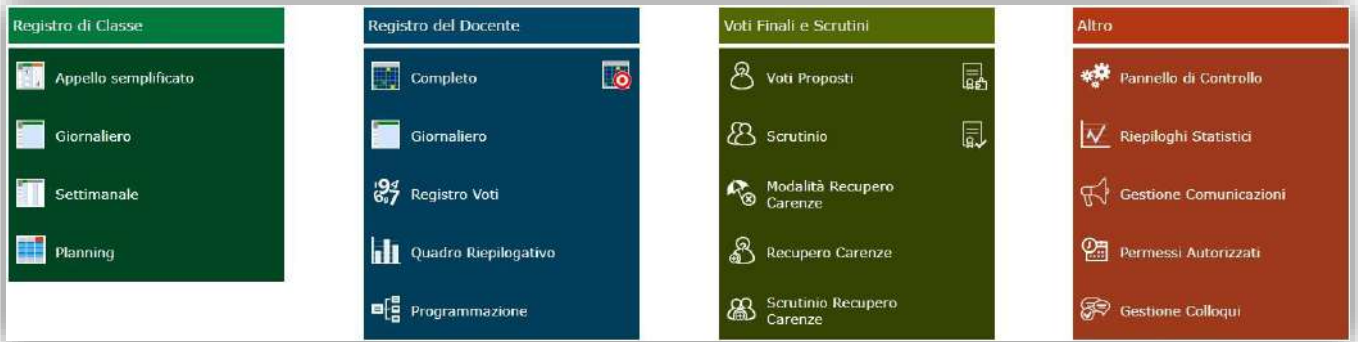 Registro di Classe
Appello semplificato
Giornaliero
Settimanale
Planning
Registro del Docente
Completo
Giornaliero
Registro Voti
Quadro Riepilogativo
Programmazione
Voti Finali e Scrutini
Voti Proposti
Scrutinio
Modalità Recupero
Carenze
Recupero Carenze
Scrutinio Recupero
Carenze
Altro
Pannello di Controllo
Riepiloghi Statistici
Gestione Comunicazioni
Permessi Autorizzati
Gestione Colloqui